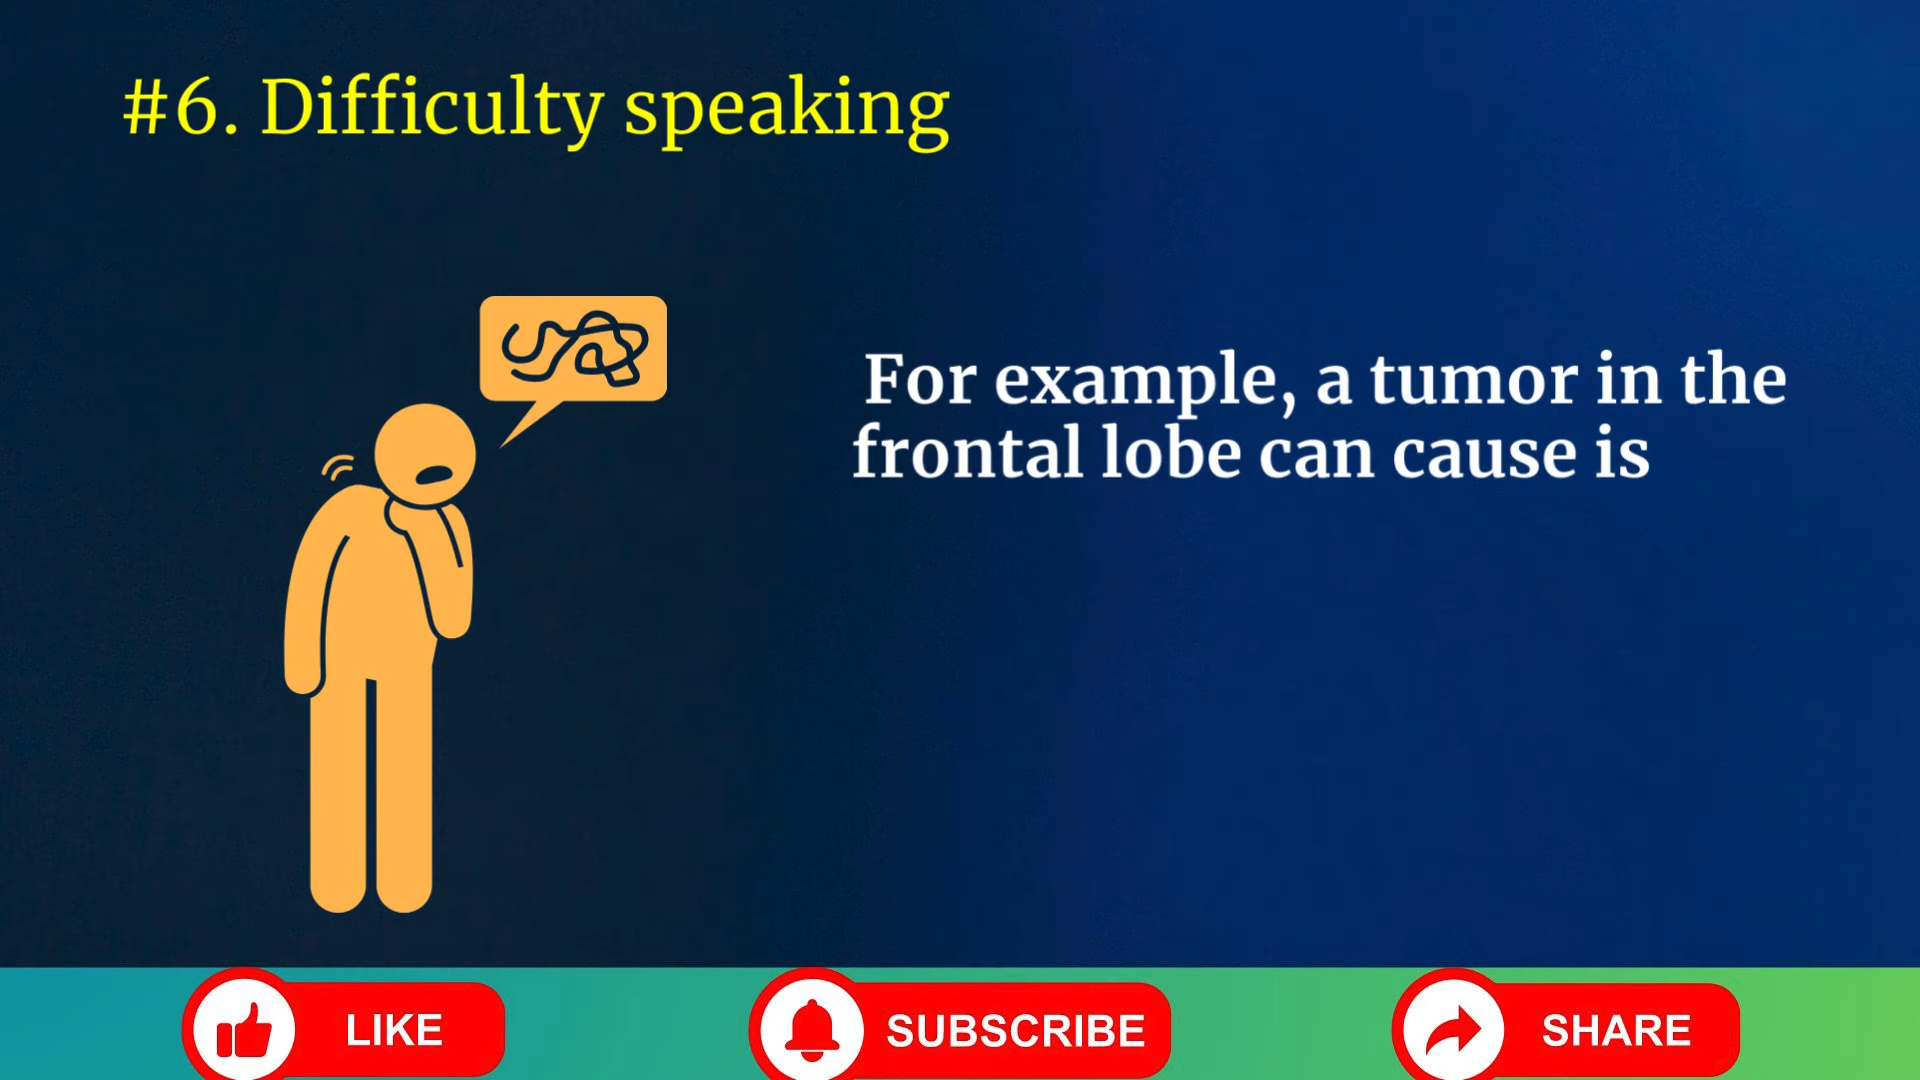 #6. Difficulty speaking
For example, a tumor in the
frontal lobe can cause is
LIKE
SUBSCRIBE
SHARE